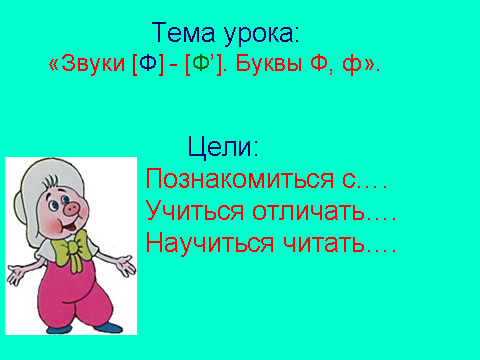 Тема урока:
«Звуки [Ф] - [Ф’]. Буквы Ф, ф».
Цели:
Познакомиться с….
Учиться отличать….
Научиться читать….